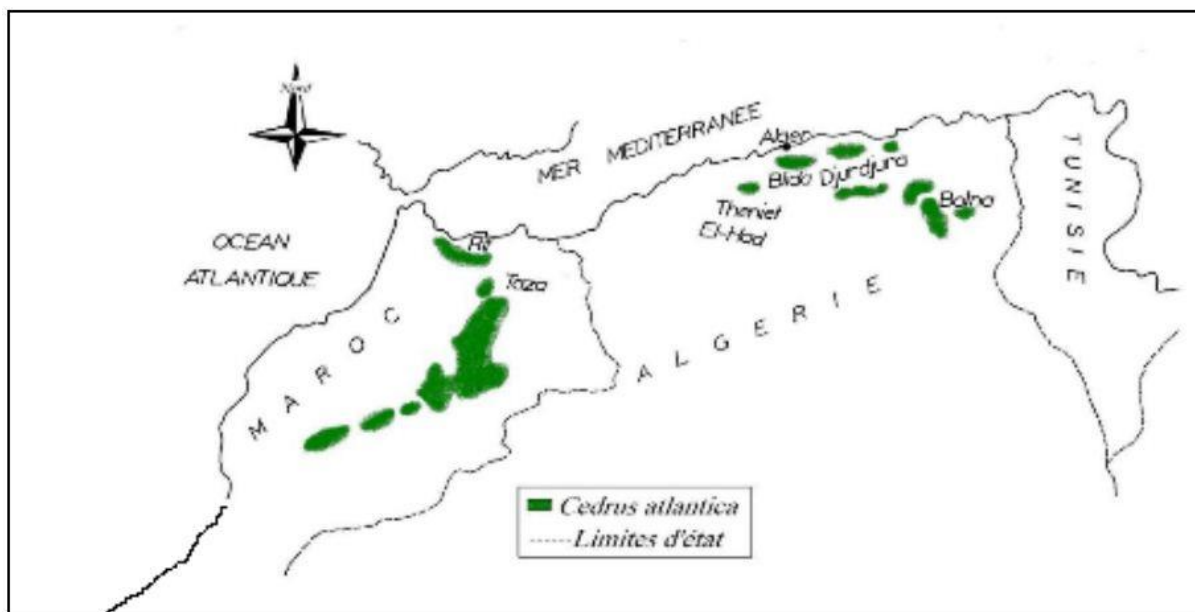 Nord
MER MEDITERRANÉE
Alger
Blida
Djurdjura
Theniet
El-Had
Batna
TUNISIE
OCEAN
ATLANTIQUE
Rif
Taza
MAROC
ALGERIE
Cedrus atlantica
Limites d'état